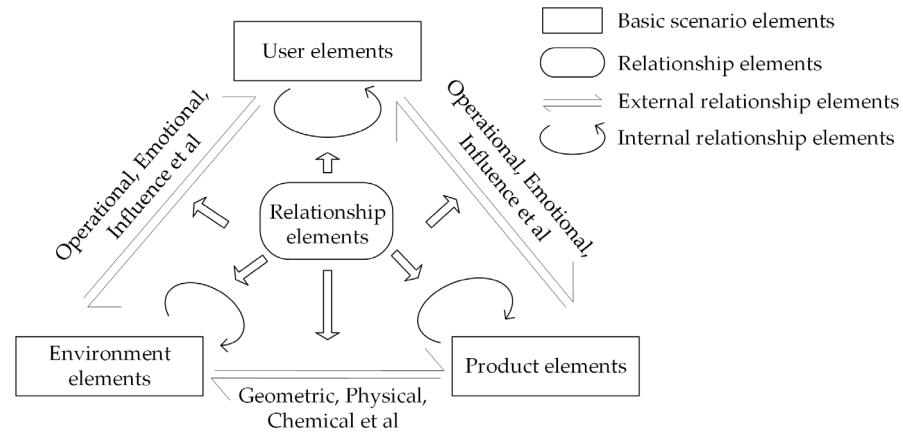 User elements
Basic scenario elements
Relationship elements
External relationship elements
Internal relationship elements
Operational, Emotional,
Influence et al
Operational, Emotional,
Influence et al
Relationship
elements
Environment
elements
Product elements
Geometric, Physical,
Chemical et al